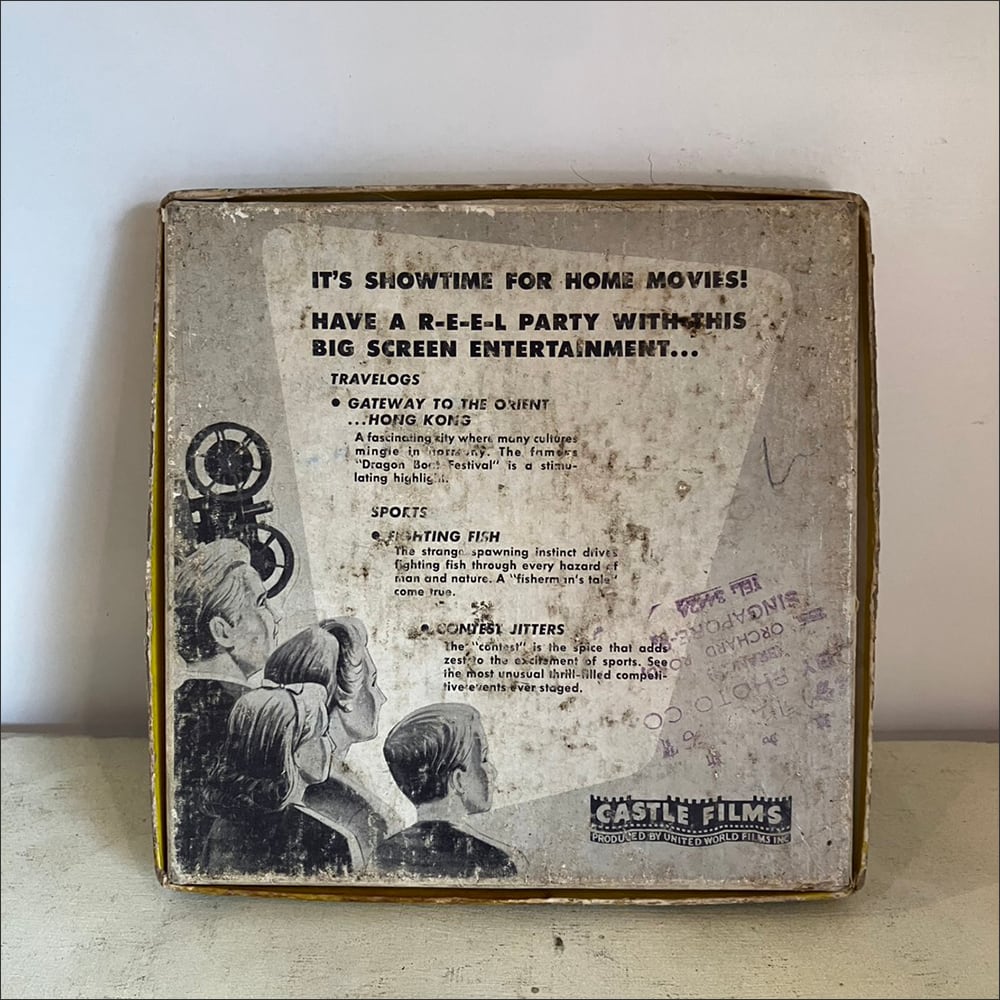 IT'S SHOWTIME FOR HOME MOVIES!
HAVE A R-E-E-L PARTY WITH THIS
BIG SCREEN ENTERTAINMENT...
TRAVELOGS
● GATEWAY TO THE ORIENT
...HONG KONG
A fascinating city where many cultures
mingle in harmony. The famous
"Dragon Boat Festival" is a stimu-
lating highlight.
SPORTS
● FIGHTING FISH
The strange spawning instinct drives
fighting fish through every hazard of
man and nature. A "fisherman's tale"
come true.
● CONTEST JITTERS
The "contest" is the spice that adds
zest to the excitement of sports. See
the most unusual thrill-filled competi-
tive events ever staged.
PHOTO CO
ORCHARD
SINGAPORE-
TEL:
CASTLE FILMS
PRODUCED BY UNITED WORLD FILMS INC